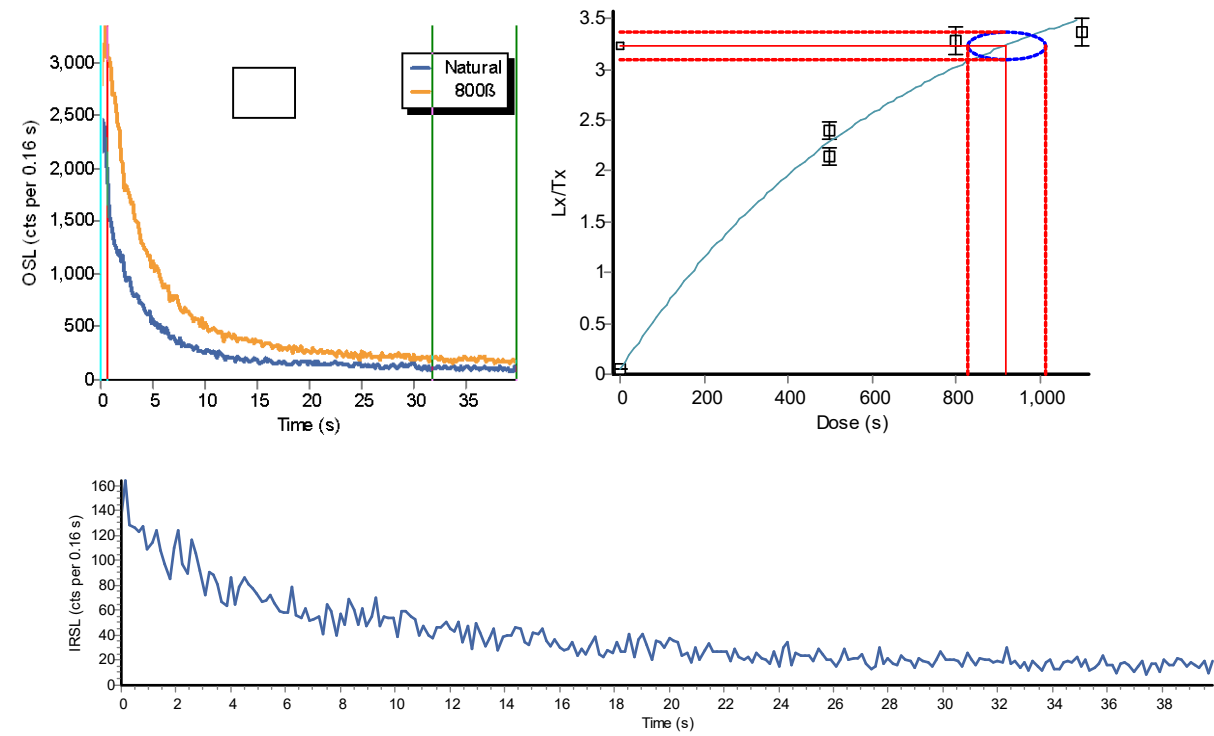 3,000
2,500
2,000
1,500
1,000
500
0
OSL (cts per 0.16 s)
Natural
800ß
0 5 10 15 20 25 30 35
Time (s)
3.5
3
2.5
2
1.5
1
0.5
0
Lx/Tx
0 200 400 600 800 1,000
Dose (s)
160
140
120
100
80
60
40
20
0
IRSL (cts per 0.16 s)
0 2 4 6 8 10 12 14 16 18 20 22 24 26 28 30 32 34 36 38
Time (s)